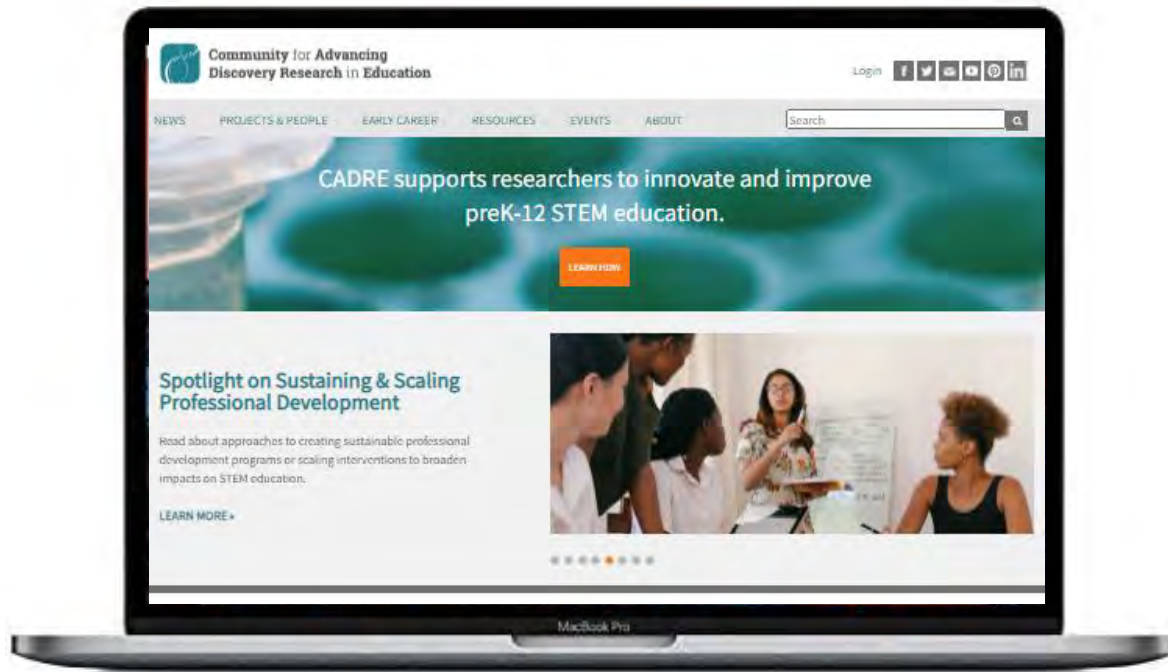 Community for Advancing
Discovery Research in Education
Login
NEWS PROJECTS & PEOPLE EARLY CAREER RESOURCES EVENTS ABOUT Search
CADRE supports researchers to innovate and improve
preK-12 STEM education.
LEARN HOW
Spotlight on Sustaining & Scaling
Professional Development
Read about approaches to creating sustainable professional
development programs or scaling interventions to broaden
impacts on STEM education.
LEARN MORE »
MacBook Pro